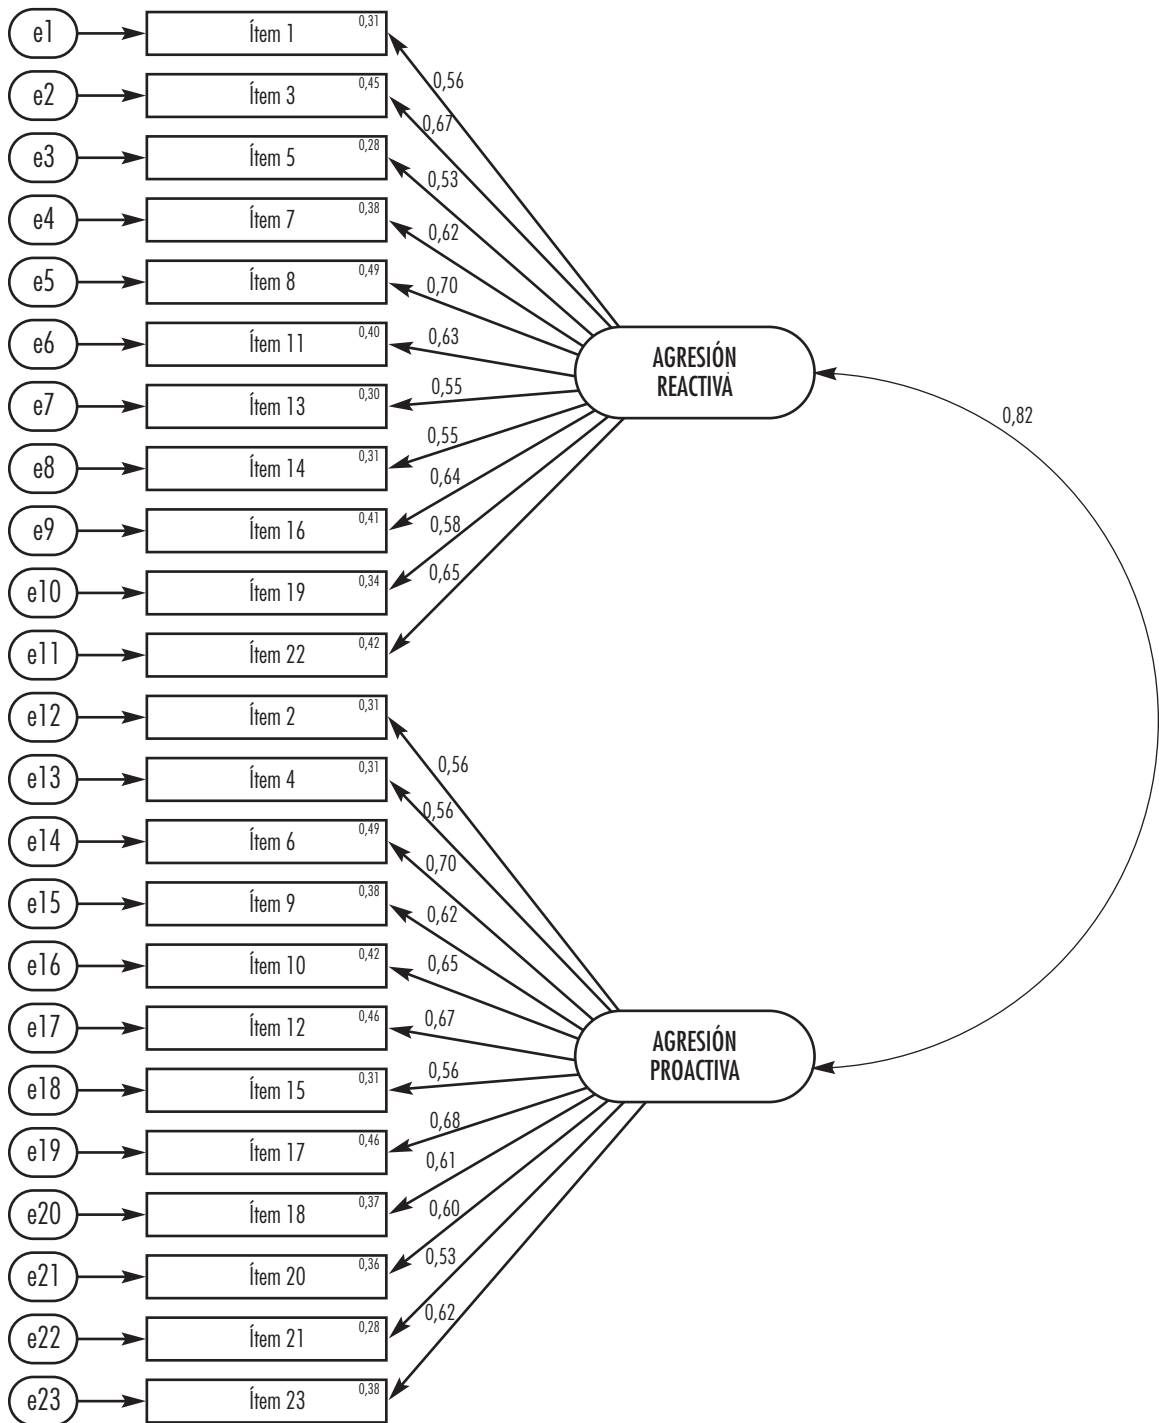 e1 Ítem 1 0,31
0,56
e2 Ítem 3 0,45
0,67
e3 Ítem 5 0,28
0,53
e4 Ítem 7 0,38
0,62
e5 Ítem 8 0,49
0,70
e6 Ítem 11 0,40
0,63
AGRESIÓN
REACTIVA
e7 Ítem 13 0,30
0,55
0,82
e8 Ítem 14 0,31
0,55
e9 Ítem 16 0,41
0,64
e10 Ítem 19 0,34
0,58
e11 Ítem 22 0,42
0,65
e12 Ítem 2 0,31
0,56
e13 Ítem 4 0,31
0,56
e14 Ítem 6 0,49
0,70
e15 Ítem 9 0,38
0,62
e16 Ítem 10 0,42
0,65
e17 Ítem 12 0,46
0,67
AGRESIÓN
PROACTIVA
e18 Ítem 15 0,31
0,56
e19 Ítem 17 0,46
0,68
e20 Ítem 18 0,37
0,61
e21 Ítem 20 0,36
0,60
e22 Ítem 21 0,28
0,53
e23 Ítem 23 0,38
0,62